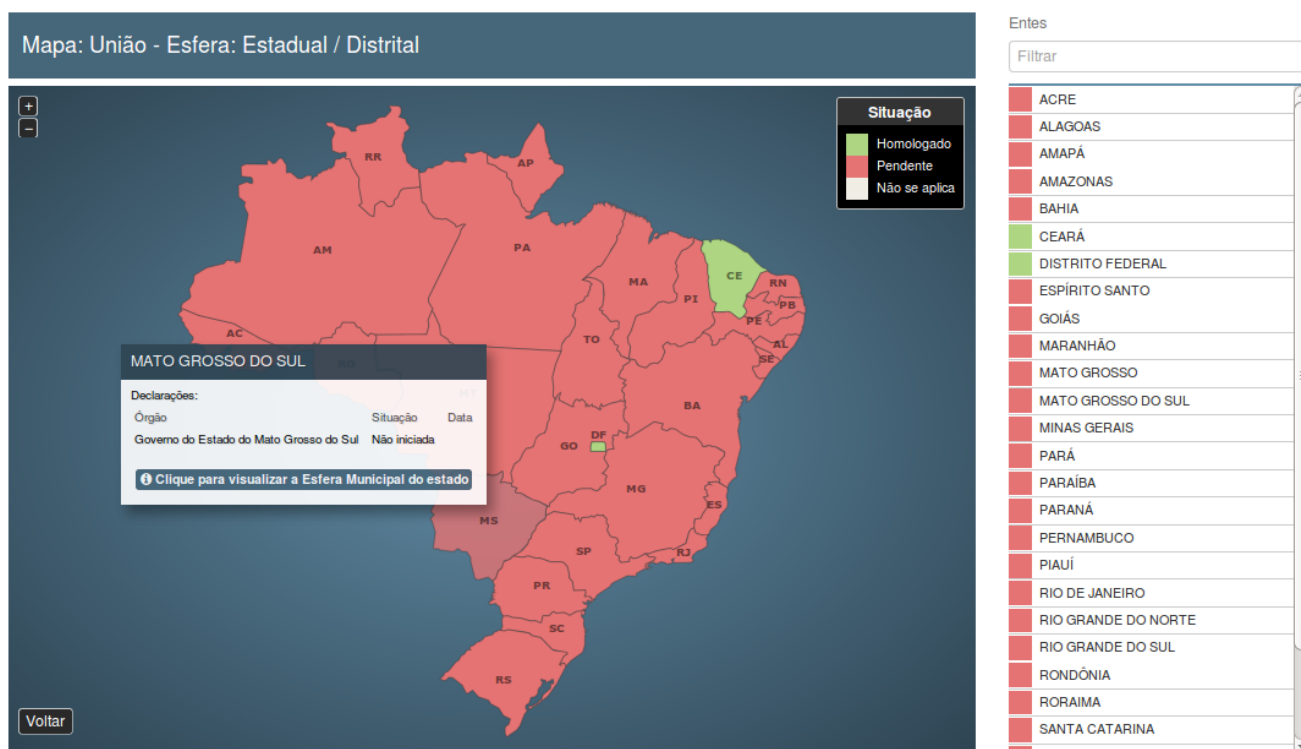 Mapa: União - Esfera: Estadual / Distrital
+
−
Situação
Homologado
Pendente
Não se aplica
RR
AP
AM
PA
MA
CE
RN
PI
PB
PE
AC
TO
AL
SE
RO
MT
BA
DF
GO
MG
ES
MS
SP
RJ
PR
SC
RS
MATO GROSSO DO SUL
Declarações:
Órgão Situação Data
Governo do Estado do Mato Grosso do Sul Não iniciada
Clique para visualizar a Esfera Municipal do estado
Voltar
Entes
Filtrar
ACRE
ALAGOAS
AMAPÁ
AMAZONAS
BAHIA
CEARÁ
DISTRITO FEDERAL
ESPÍRITO SANTO
GOIÁS
MARANHÃO
MATO GROSSO
MATO GROSSO DO SUL
MINAS GERAIS
PARÁ
PARAÍBA
PARANÁ
PERNAMBUCO
PIAUÍ
RIO DE JANEIRO
RIO GRANDE DO NORTE
RIO GRANDE DO SUL
RONDÔNIA
RORAIMA
SANTA CATARINA